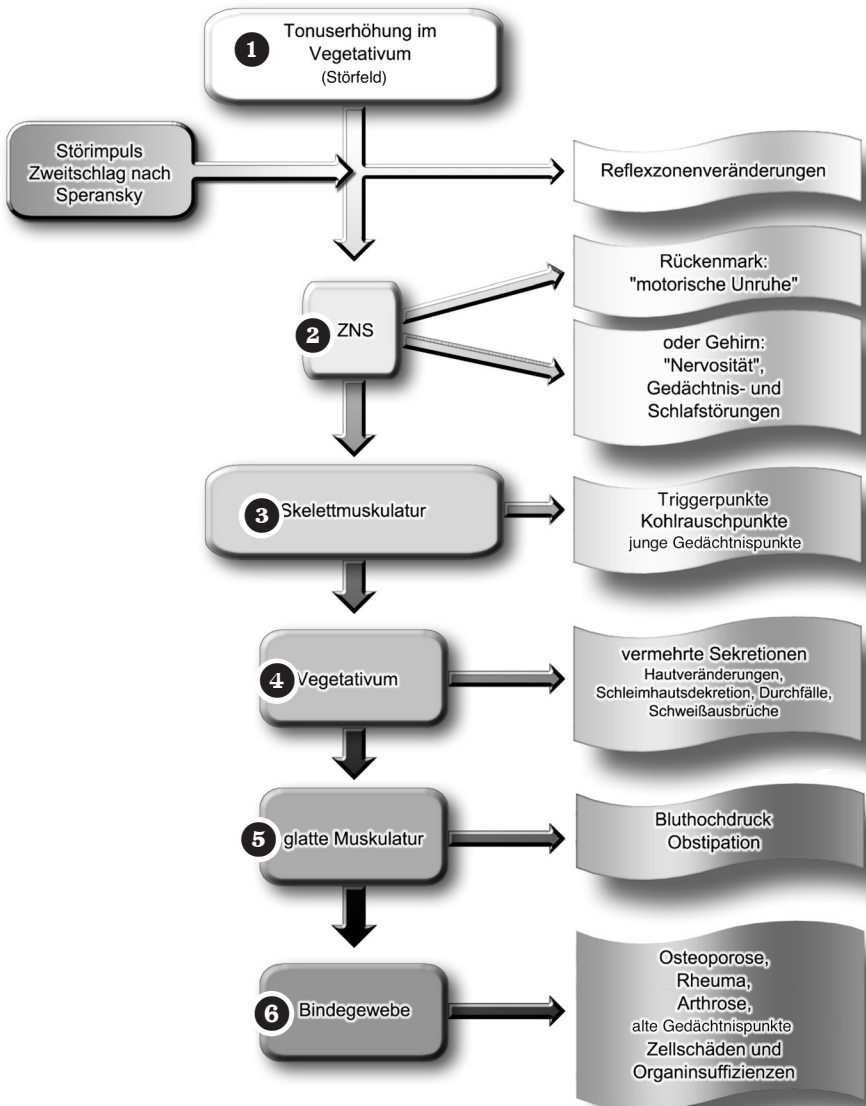 1 Tonuserhöhung im
Vegetativum
(Störfeld)
Störimpuls
Zweitschlag nach
Speransky
Reflexzonenveränderungen
Rückenmark:
"motorische Unruhe"
2 ZNS
oder Gehirn:
"Nervosität",
Gedächtnis- und
Schlafstörungen
3 Skelettmuskulatur
Triggerpunkte
Kohlrauschpunkte
junge Gedächtnispunkte
4 Vegetativum
vermehrte Sekretionen
Hautveränderungen,
Schleimhautsdekretion, Durchfälle,
Schweißausbrüche
5 glatte Muskulatur
Bluthochdruck
Obstipation
6 Bindegewebe
Osteoporose,
Rheuma,
Arthrose,
alte Gedächtnispunkte
Zellschäden und
Organinsuffizienzen